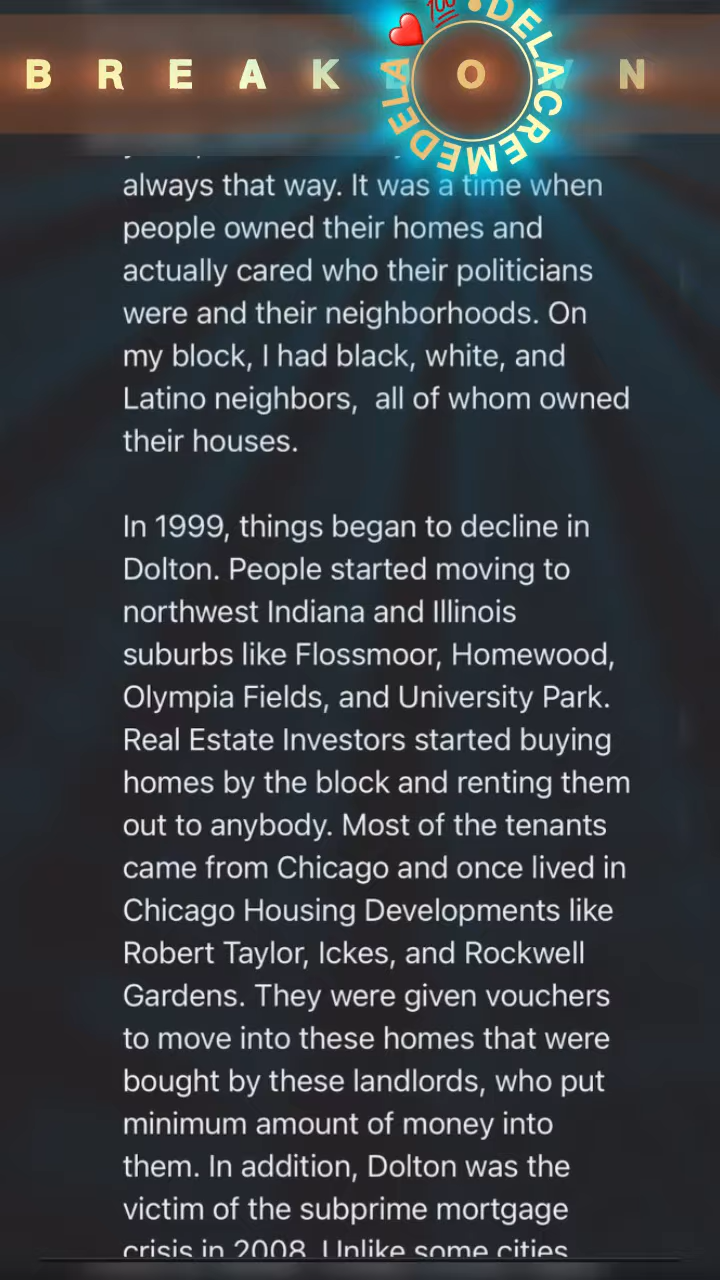 B R E A K D O W N
❤️ 💯 • DELACREMEDELA
always that way. It was a time when
people owned their homes and
actually cared who their politicians
were and their neighborhoods. On
my block, I had black, white, and
Latino neighbors,  all of whom owned
their houses.
In 1999, things began to decline in
Dolton. People started moving to
northwest Indiana and Illinois
suburbs like Flossmoor, Homewood,
Olympia Fields, and University Park.
Real Estate Investors started buying
homes by the block and renting them
out to anybody. Most of the tenants
came from Chicago and once lived in
Chicago Housing Developments like
Robert Taylor, Ickes, and Rockwell
Gardens. They were given vouchers
to move into these homes that were
bought by these landlords, who put
minimum amount of money into
them. In addition, Dolton was the
victim of the subprime mortgage
crisis in 2008. Unlike some cities